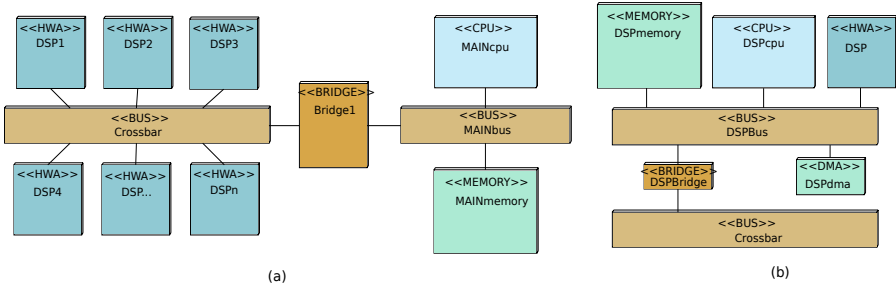 <<HWA>>
DSP1
<<HWA>>
DSP2
<<HWA>>
DSP3
<<BUS>>
Crossbar
<<HWA>>
DSP4
<<HWA>>
DSP...
<<HWA>>
DSPn
<<BRIDGE>>
Bridge1
<<CPU>>
MAINcpu
<<BUS>>
MAINbus
<<MEMORY>>
MAINmemory
(a)
<<MEMORY>>
DSPmemory
<<CPU>>
DSPcpu
<<HWA>>
DSP
<<BUS>>
DSPBus
<<BRIDGE>>
DSPBridge
<<DMA>>
DSPdma
<<BUS>>
Crossbar
(b)